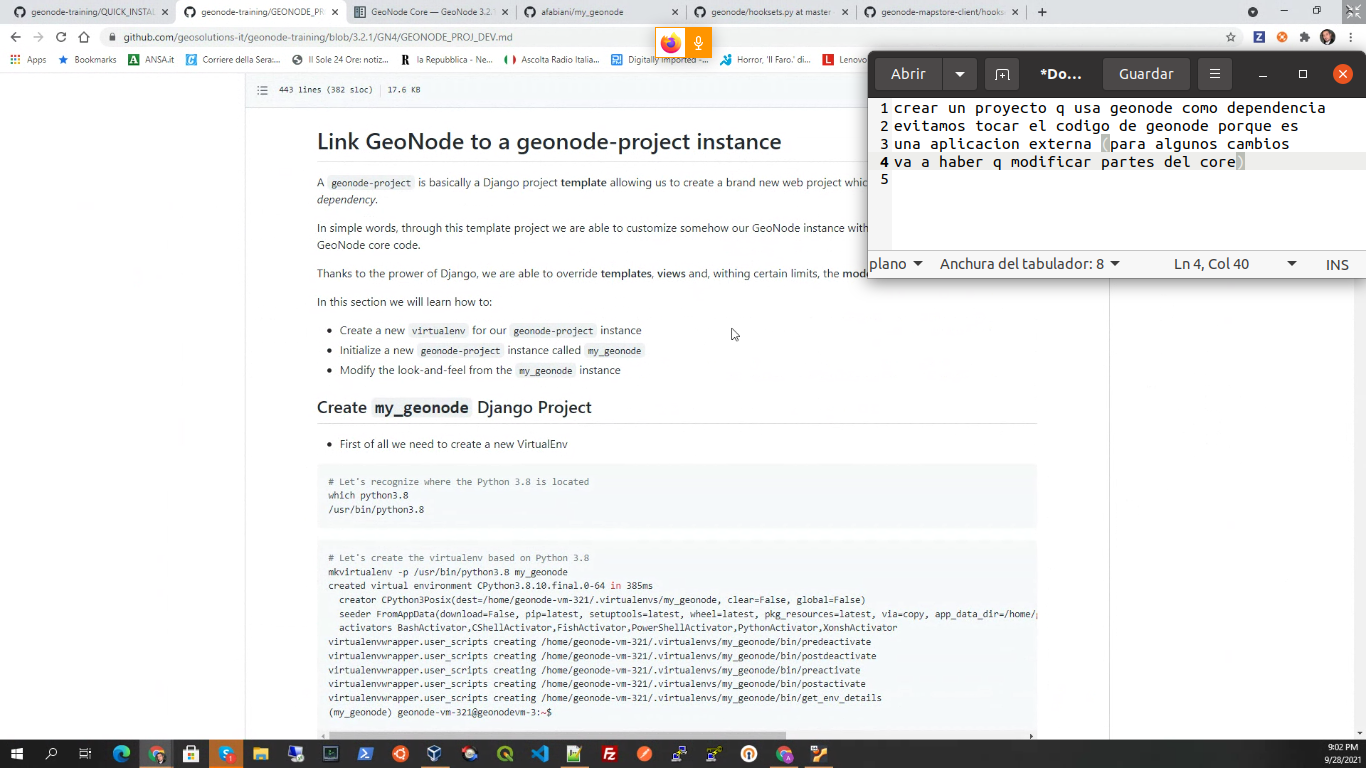 geonode-training/QUICK_INSTAL
geonode-training/GEONODE_PR
GeoNode Core — GeoNode 3.2.1
afabiani/my_geonode
geonode/hooksets.py at master
geonode-mapstore-client/hooks
github.com/geosolutions-it/geonode-training/blob/3.2.1/GN4/GEONODE_PROJ_DEV.md
Apps
Bookmarks
ANSA.it
Corriere della Sera:...
Il Sole 24 Ore: notiz...
la Repubblica - Ne...
Ascolta Radio Italia...
Digitally Imported -...
Horror, 'Il Faro.' di...
Lenovo
443 lines (382 sloc) 17.6 KB
Abrir
*Do...
Guardar
1 crear un proyecto q usa geonode como dependencia
2 evitamos tocar el codigo de geonode porque es
3 una aplicacion externa (para algunos cambios
4 va a haber q modificar partes del core)
5
plano
Anchura del tabulador: 8
Ln 4, Col 40
INS
Link GeoNode to a geonode-project instance
A geonode-project is basically a Django project template allowing us to create a brand new web project whic
dependency.
In simple words, through this template project we are able to customize somehow our GeoNode instance with
GeoNode core code.
Thanks to the prower of Django, we are able to override templates, views and, withing certain limits, the mod
In this section we will learn how to:
• Create a new virtualenv for our geonode-project instance
• Initialize a new geonode-project instance called my_geonode
• Modify the look-and-feel from the my_geonode instance
Create my_geonode Django Project
• First of all we need to create a new VirtualEnv
# Let's recognize where the Python 3.8 is located
which python3.8
/usr/bin/python3.8
# Let's create the virtualenv based on Python 3.8
mkvirtualenv -p /usr/bin/python3.8 my_geonode
created virtual environment CPython3.8.10.final.0-64 in 385ms
creator CPython3Posix(dest=/home/geonode-vm-321/.virtualenvs/my_geonode, clear=False, global=False)
seeder FromAppData(download=False, pip=latest, setuptools=latest, wheel=latest, pkg_resources=latest, via=copy, app_data_dir=/home/g
activators BashActivator,CShellActivator,FishActivator,PowerShellActivator,PythonActivator,XonshActivator
virtualenvwrapper.user_scripts creating /home/geonode-vm-321/.virtualenvs/my_geonode/bin/predeactivate
virtualenvwrapper.user_scripts creating /home/geonode-vm-321/.virtualenvs/my_geonode/bin/postdeactivate
virtualenvwrapper.user_scripts creating /home/geonode-vm-321/.virtualenvs/my_geonode/bin/preactivate
virtualenvwrapper.user_scripts creating /home/geonode-vm-321/.virtualenvs/my_geonode/bin/postactivate
virtualenvwrapper.user_scripts creating /home/geonode-vm-321/.virtualenvs/my_geonode/bin/get_env_details
(my_geonode) geonode-vm-321@geonodevm-3:~$
9:02 PM
9/28/2021